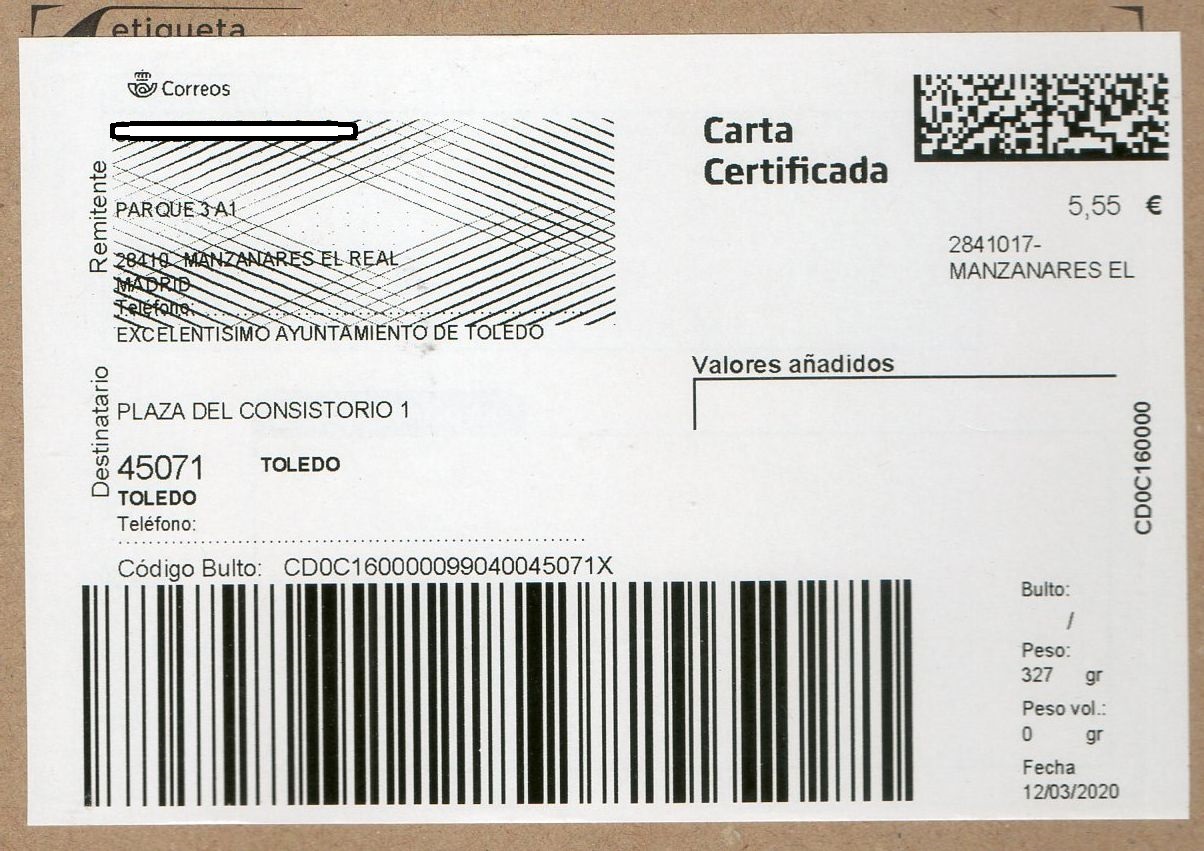 etiqueta
Correos
Carta
Certificada
5,55 €
2841017-
MANZANARES EL
Remitente
PARQUE 3 A1
28410 MANZANARES EL REAL
MADRID
Teléfono:
EXCELENTISIMO AYUNTAMIENTO DE TOLEDO
Valores añadidos
Destinatario
PLAZA DEL CONSISTORIO 1
45071 TOLEDO
TOLEDO
Teléfono:
CD0C160000
Código Bulto: CD0C160000099040045071X
Bulto:
/
Peso:
327 gr
Peso vol.:
0 gr
Fecha
12/03/2020